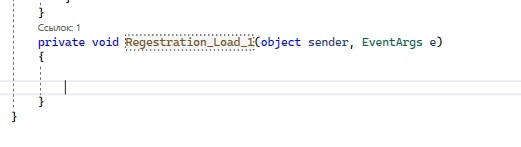 }
Ссылок: 1
private void Regestration_Load_1(object sender, EventArgs e)
{
}
}